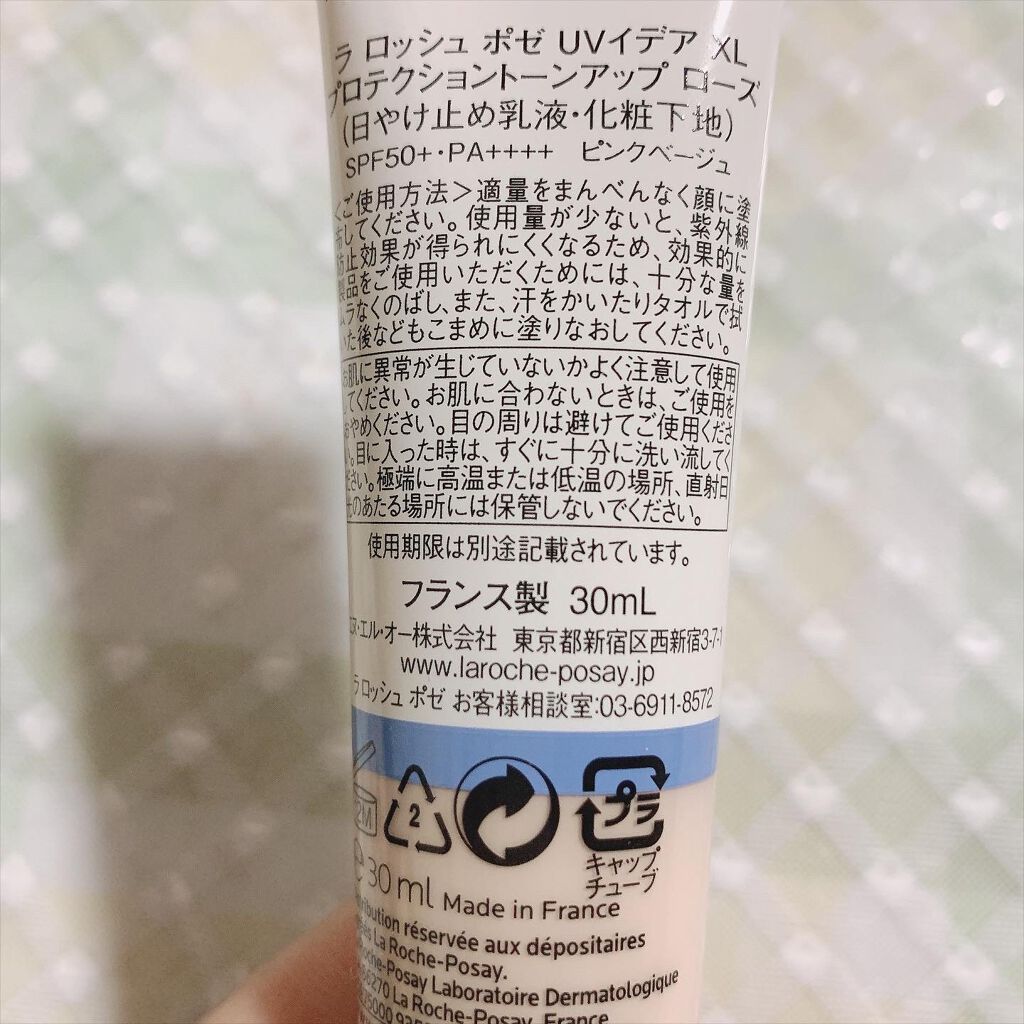 ラ ロッシュ ポゼ UVイデア XL
プロテクショントーンアップ ローズ
(日やけ止め乳液・化粧下地)
SPF50+・PA++++ ピンクベージュ
<ご使用方法>適量をまんべんなく顔に塗
布してください。使用量が少ないと、紫外線
防止効果が得られにくくなるため、効果的に
製品をご使用いただくためには、十分な量を
ムラなくのばし、また、汗をかいたりタオルで拭
いた後などもこまめに塗りなおしてください。
お肌に異常が生じていないかよく注意して使用
してください。お肌に合わないときは、ご使用を
おやめください。目の周りは避けてご使用くださ
い。目に入った時は、すぐに十分に洗い流してく
ださい。極端に高温または低温の場所、直射日
光のあたる場所には保管しないでください。
使用期限は別途記載されています。
フランス製 30mL
エヌ・エル・オー株式会社 東京都新宿区西新宿3-7-1
www.laroche-posay.jp
ラ ロッシュ ポゼ お客様相談室:03-6911-8572
2M
2
プラ
キャップ
チューブ
℮ 30 ml Made in France
réservée aux dépositaires
La Roche-Posay.
Roche-Posay Laboratoire Dermatologique
86270 La Roche-Posay, France